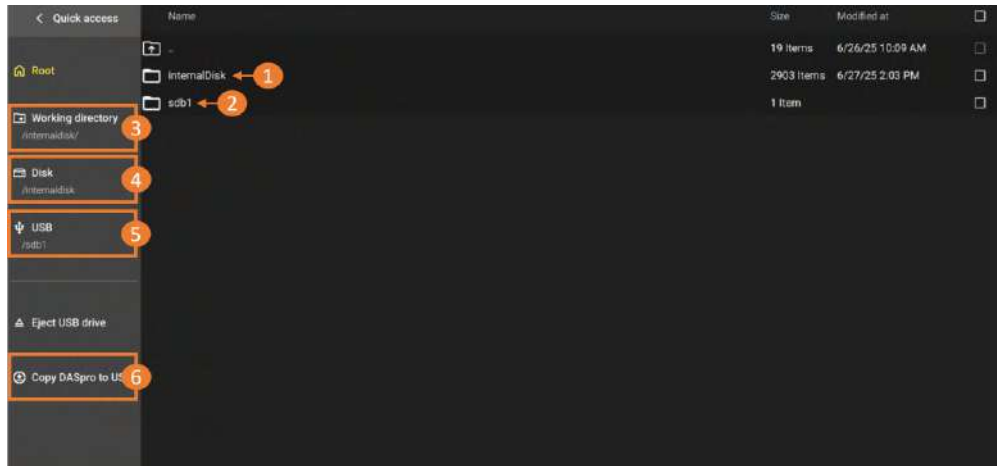 Quick access
Name Size Modified at
.. 19 Items 6/26/25 10:09 AM
Root
InternalDisk 1 2903 Items 6/27/25 2:03 PM
sdb1 2 1 Item
Working directory 3
/internaldisk/
Disk 4
/internaldisk
USB 5
/sdb1
Eject USB drive
Copy DASpro to US 6